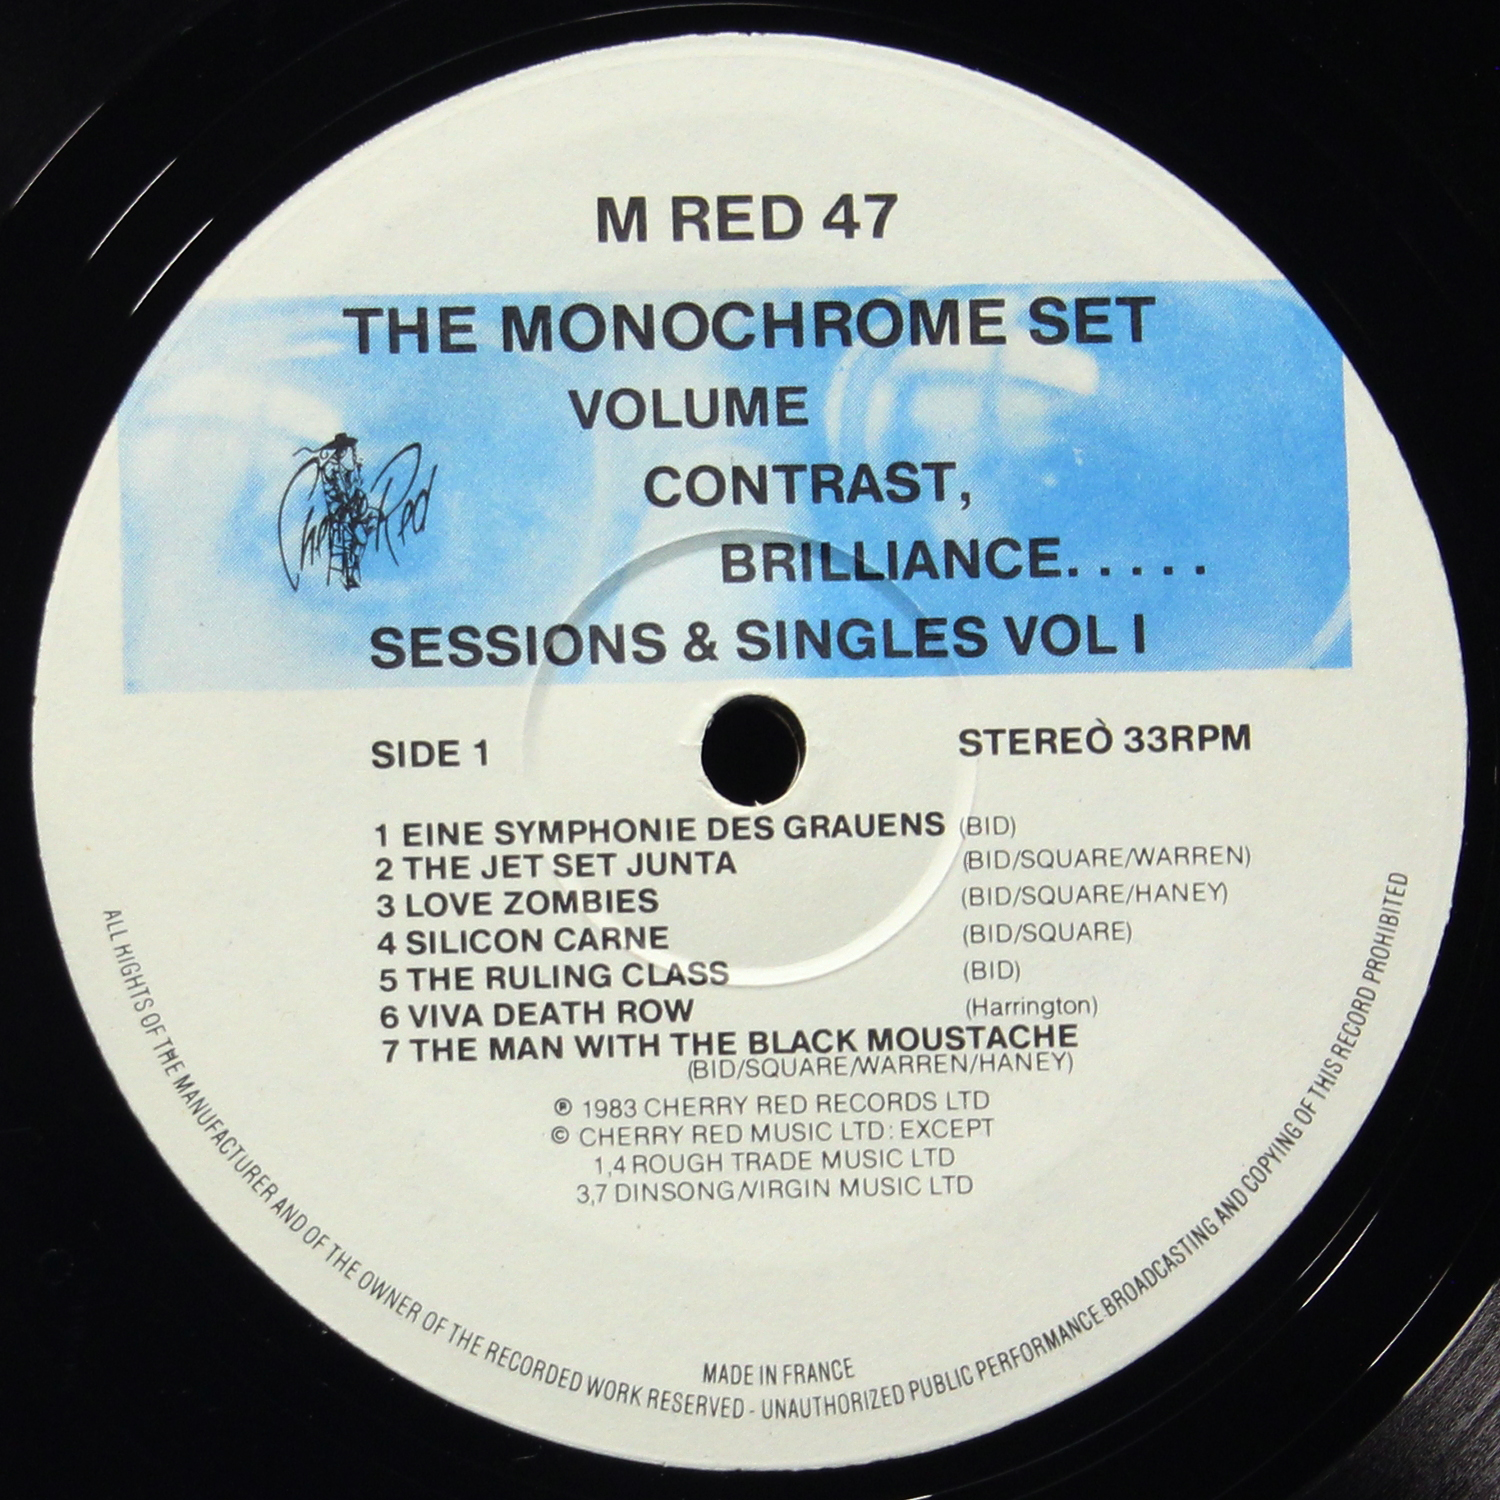 M RED 47
THE MONOCHROME SET
VOLUME
CONTRAST,
BRILLIANCE.....
Cherry Red
SESSIONS & SINGLES VOL I
SIDE 1
STEREÒ 33RPM
1 EINE SYMPHONIE DES GRAUENS (BID)
2 THE JET SET JUNTA (BID/SQUARE/WARREN)
3 LOVE ZOMBIES (BID/SQUARE/HANEY)
4 SILICON CARNE (BID/SQUARE)
5 THE RULING CLASS (BID)
6 VIVA DEATH ROW (Harrington)
7 THE MAN WITH THE BLACK MOUSTACHE
(BID/SQUARE/WARREN/HANEY)
℗ 1983 CHERRY RED RECORDS LTD
© CHERRY RED MUSIC LTD: EXCEPT
1,4 ROUGH TRADE MUSIC LTD
3,7 DINSONG/VIRGIN MUSIC LTD
MADE IN FRANCE
ALL RIGHTS OF THE MANUFACTURER AND OF THE OWNER OF THE RECORDED WORK RESERVED - UNAUTHORIZED PUBLIC PERFORMANCE BROADCASTING AND COPYING OF THIS RECORD PROHIBITED